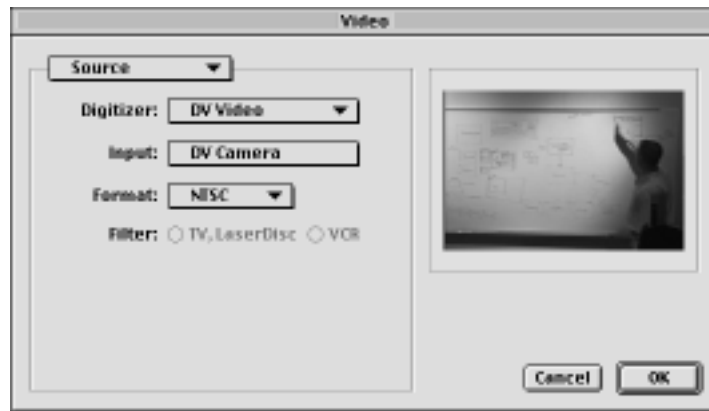 Video
Source
Digitizer: DV Video
Input: DV Camera
Format: NTSC
Filter: TV, LaserDisc VCR
Cancel OK